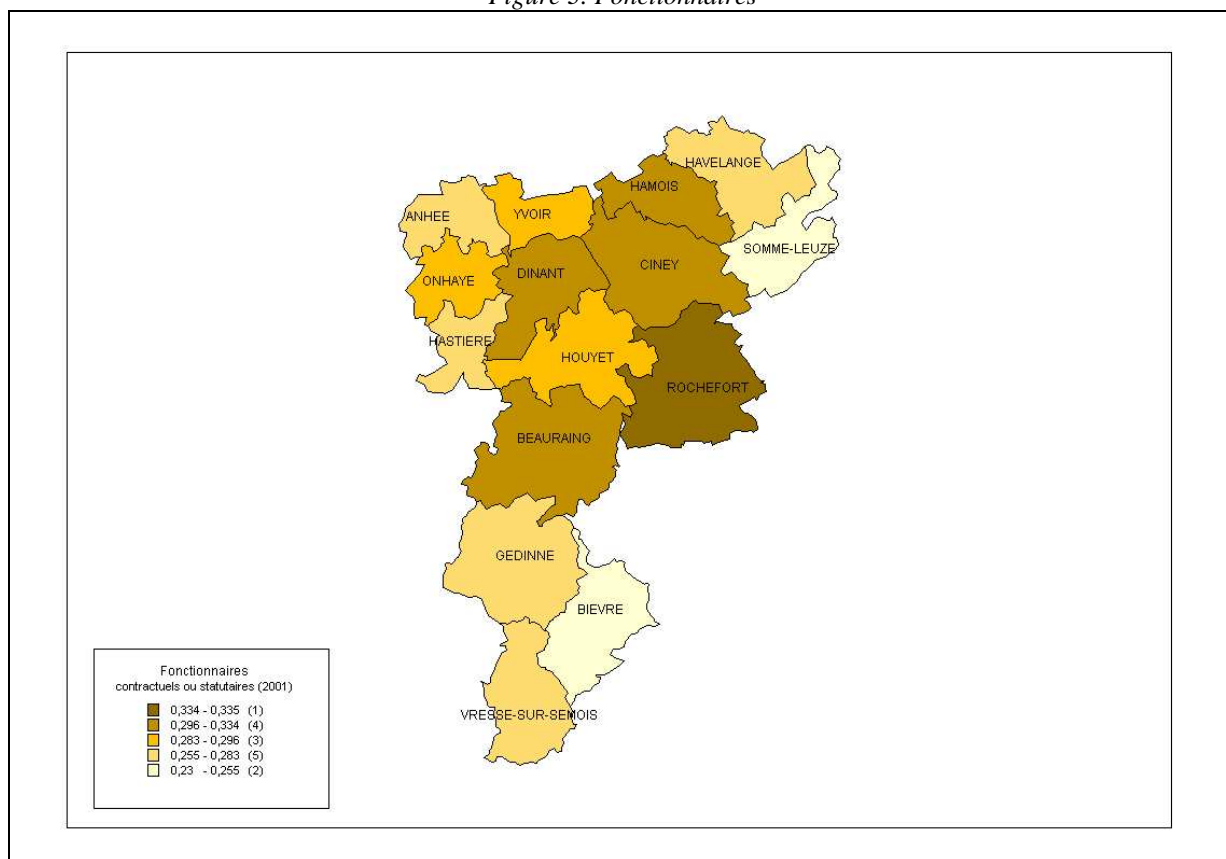 Figure 3. Fonctionnaires
HAVELANGE
HAMOIS
ANHEE
YVOIR
SOMME-LEUZE
CINEY
DINANT
ONHAYE
HASTIERE
HOUYET
ROCHEFORT
BEAURAING
GEDINNE
BIEVRE
VRESSE-SUR-SEMOIS
Fonctionnaires
contractuels ou statutaires (2001)
0,334 - 0,335 (1)
0,296 - 0,334 (4)
0,283 - 0,296 (3)
0,255 - 0,283 (5)
0,23 - 0,255 (2)